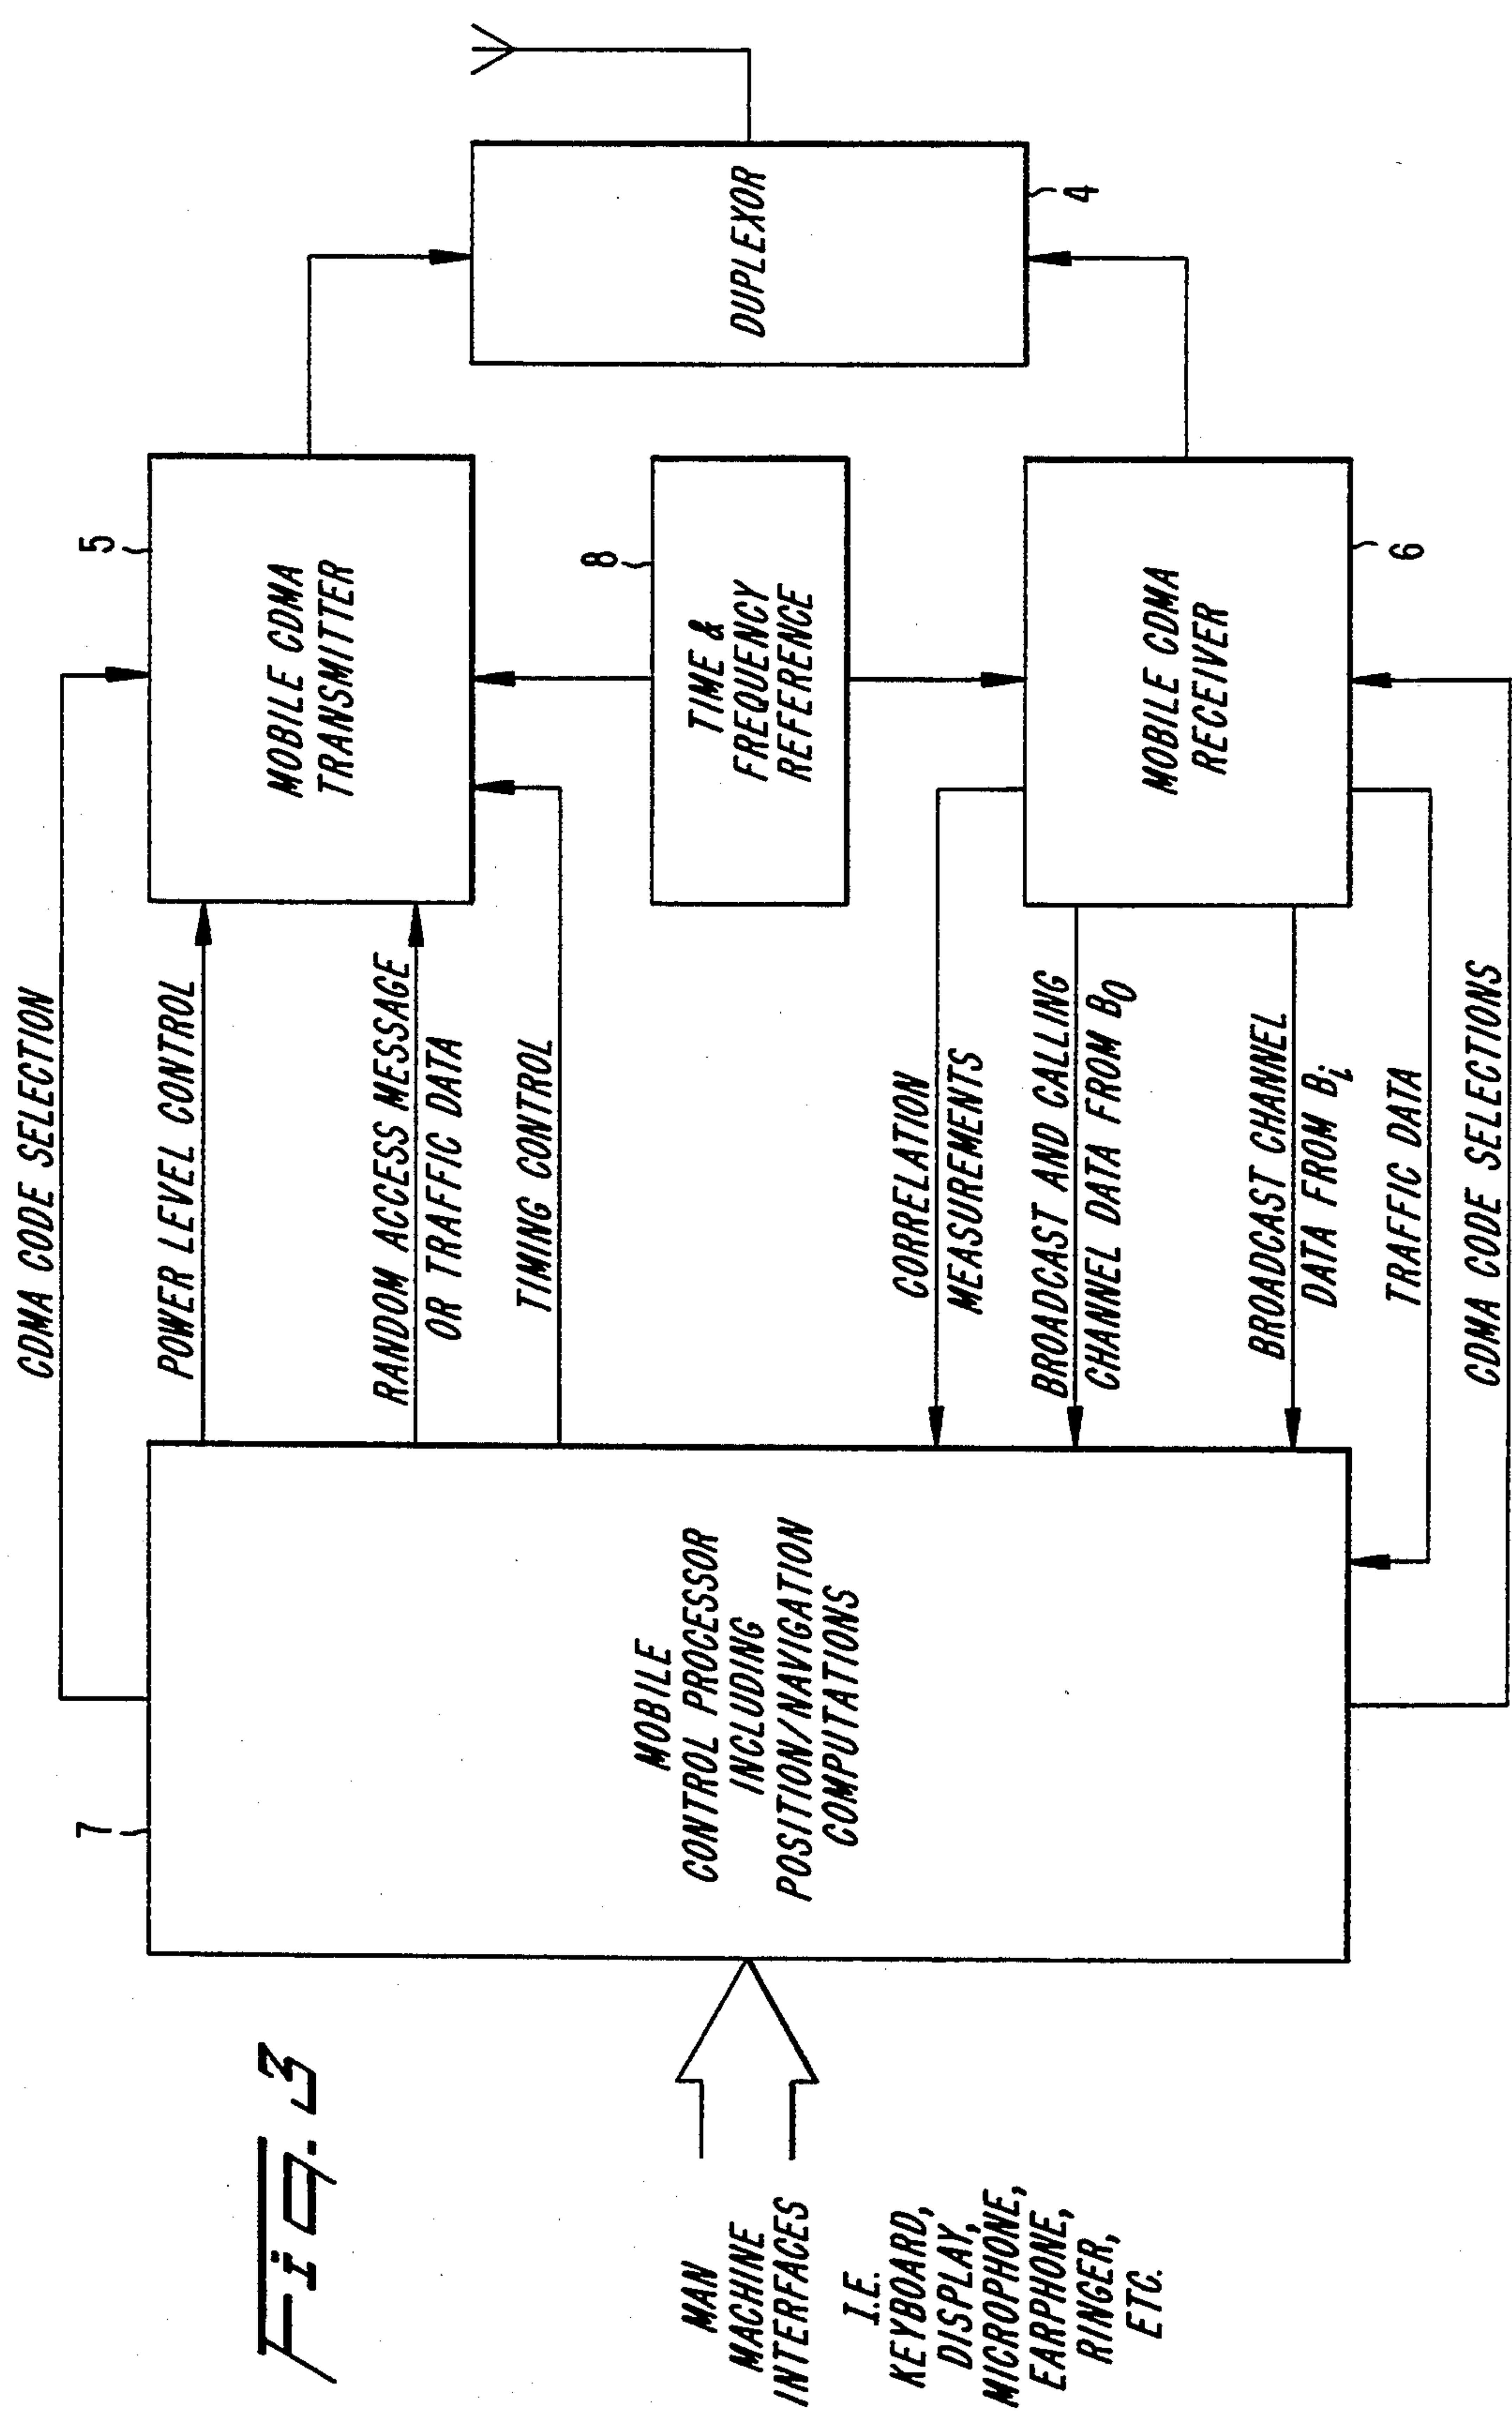 Fig. 3
CDMA CODE SELECTION
POWER LEVEL CONTROL
RANDOM ACCESS MESSAGE
OR TRAFFIC DATA
TIMING CONTROL
5
MOBILE CDMA
TRANSMITTER
8
TIME &
FREQUENCY
REFERENCE
DUPLEXOR
4
7
MOBILE
CONTROL PROCESSOR
INCLUDING
POSITION/NAVIGATION
COMPUTATIONS
MAN
MACHINE
INTERFACES
I.E.
KEYBOARD,
DISPLAY,
MICROPHONE,
EARPHONE,
RINGER,
ETC.
CORRELATION
MEASUREMENTS
BROADCAST AND CALLING
CHANNEL DATA FROM B0
BROADCAST CHANNEL
DATA FROM Bi
TRAFFIC DATA
CDMA CODE SELECTIONS
MOBILE CDMA
RECEIVER
6